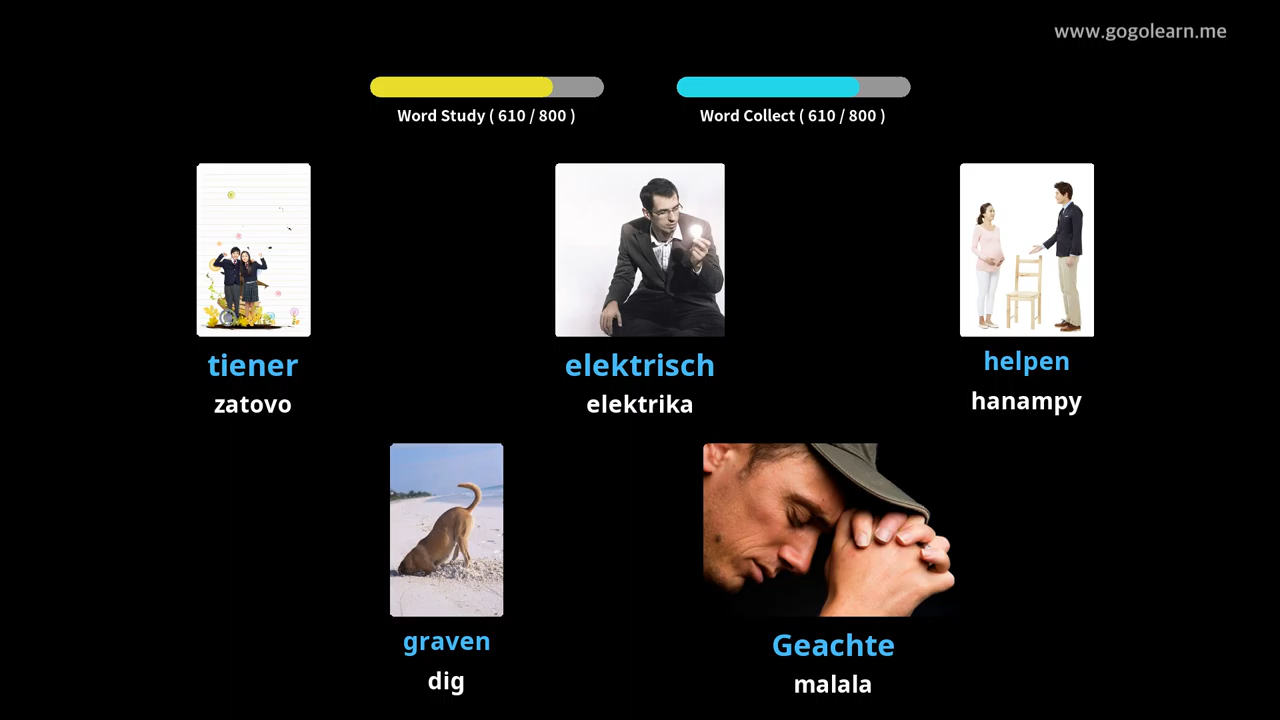 www.gogolearn.me
Word Study ( 610 / 800 )
Word Collect ( 610 / 800 )
tiener
zatovo
elektrisch
elektrika
helpen
hanampy
graven
dig
Geachte
malala